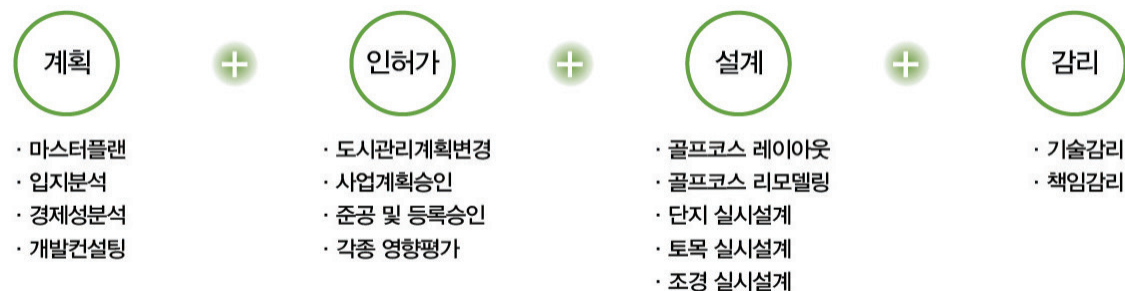 계획
+
인허가
+
설계
+
감리
· 마스터플랜
· 입지분석
· 경제성분석
· 개발컨설팅
· 도시관리계획변경
· 사업계획승인
· 준공 및 등록승인
· 각종 영향평가
· 골프코스 레이아웃
· 골프코스 리모델링
· 단지 실시설계
· 토목 실시설계
· 조경 실시설계
· 기술감리
· 책임감리